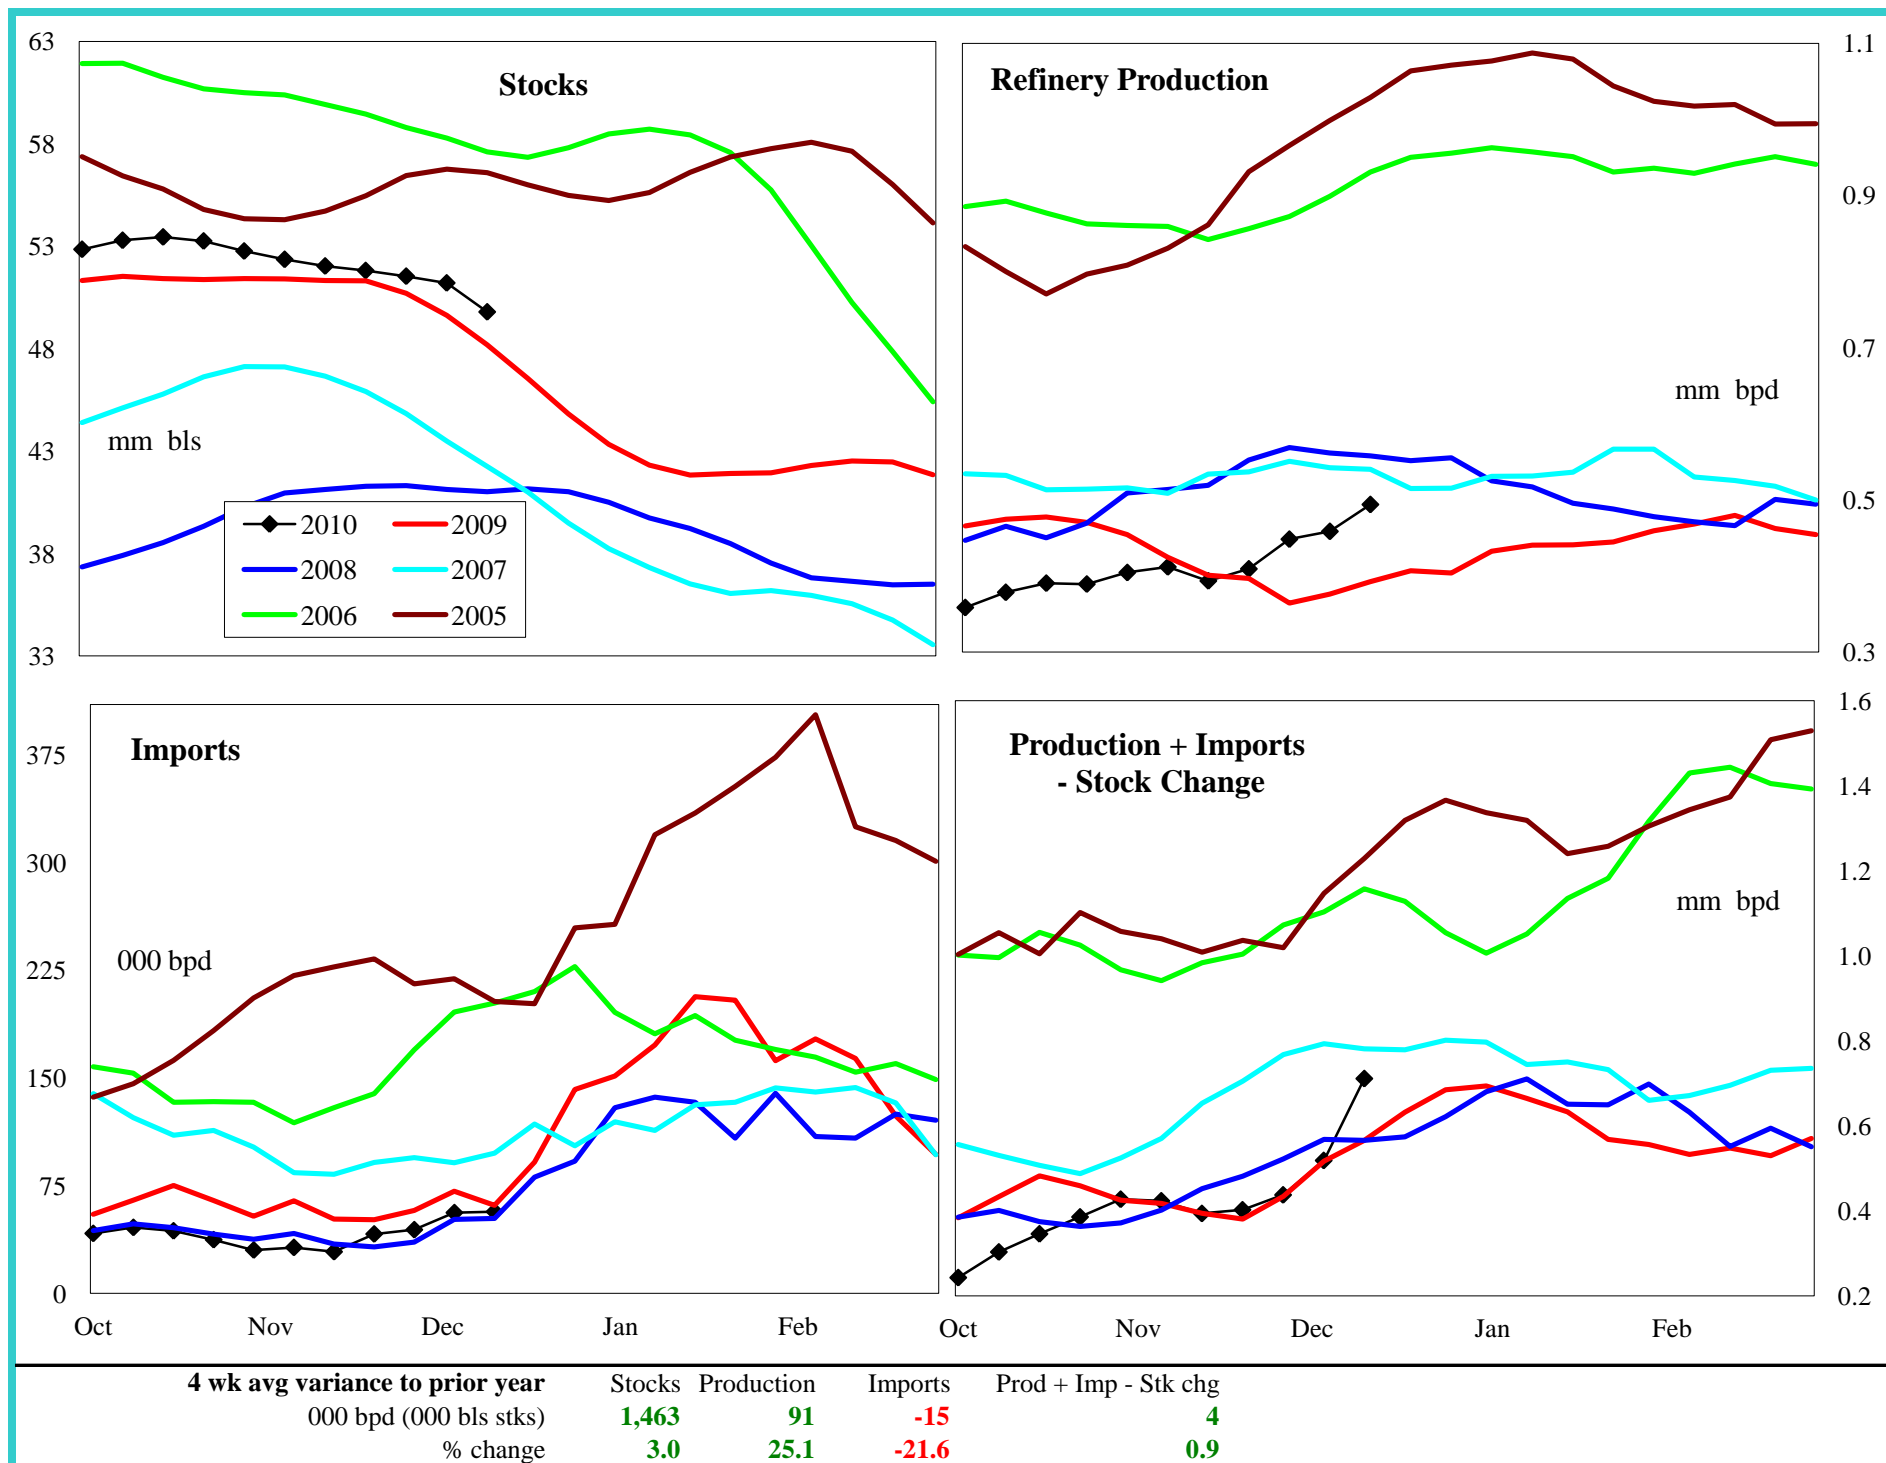 63
58
53
48
43
38
33
Stocks
mm bls
2010 2009
2008 2007
2006 2005
Refinery Production
mm bpd
1.1
0.9
0.7
0.5
0.3
375
300
225
150
75
0
Imports
000 bpd
Oct Nov Dec Jan Feb
Production + Imports
- Stock Change
mm bpd
1.6
1.4
1.2
1.0
0.8
0.6
0.4
0.2
Oct Nov Dec Jan Feb
4 wk avg variance to prior year Stocks Production Imports Prod + Imp - Stk chg
000 bpd (000 bls stks) 1,463 91 -15 4
% change 3.0 25.1 -21.6 0.9